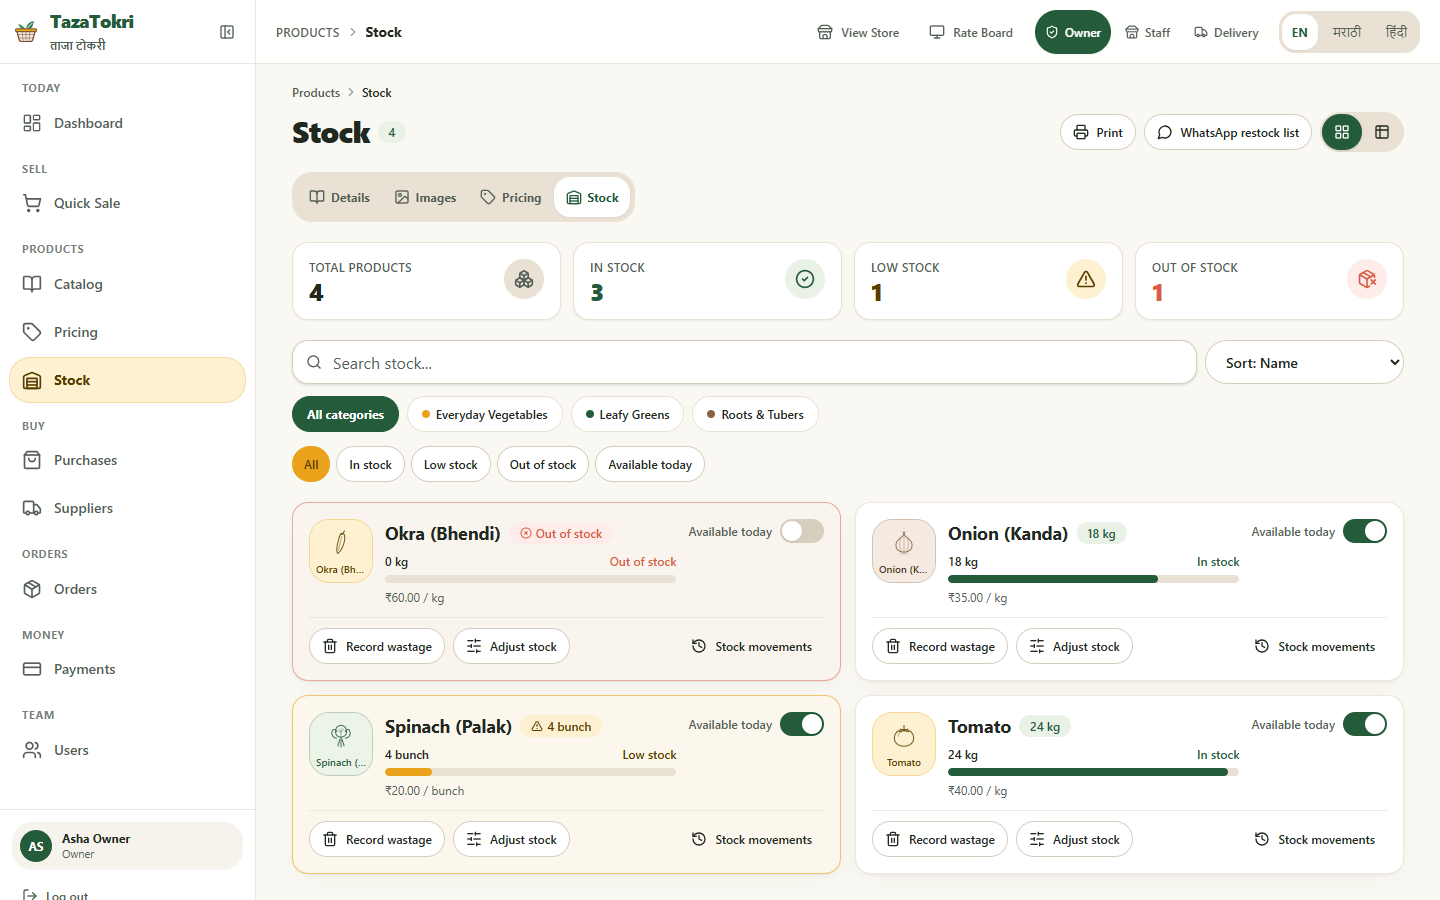 TazaTokri
ताजा टोकरी
PRODUCTS > Stock
View Store
Rate Board
Owner
Staff
Delivery
EN
मराठी
हिंदी
TODAY
Dashboard
SELL
Quick Sale
PRODUCTS
Catalog
Pricing
Stock
BUY
Purchases
Suppliers
ORDERS
Orders
MONEY
Payments
TEAM
Users
AS
Asha Owner
Owner
Log out
Products > Stock
Stock 4
Print
WhatsApp restock list
Details
Images
Pricing
Stock
TOTAL PRODUCTS
4
IN STOCK
3
LOW STOCK
1
OUT OF STOCK
1
Search stock...
Sort: Name
All categories
Everyday Vegetables
Leafy Greens
Roots & Tubers
All
In stock
Low stock
Out of stock
Available today
Okra (Bh...
Okra (Bhendi)
Out of stock
Available today
0 kg
Out of stock
₹60.00 / kg
Record wastage
Adjust stock
Stock movements
Onion (K...
Onion (Kanda)
18 kg
Available today
18 kg
In stock
₹35.00 / kg
Record wastage
Adjust stock
Stock movements
Spinach (...
Spinach (Palak)
4 bunch
Available today
4 bunch
Low stock
₹20.00 / bunch
Record wastage
Adjust stock
Stock movements
Tomato
Tomato
24 kg
Available today
24 kg
In stock
₹40.00 / kg
Record wastage
Adjust stock
Stock movements